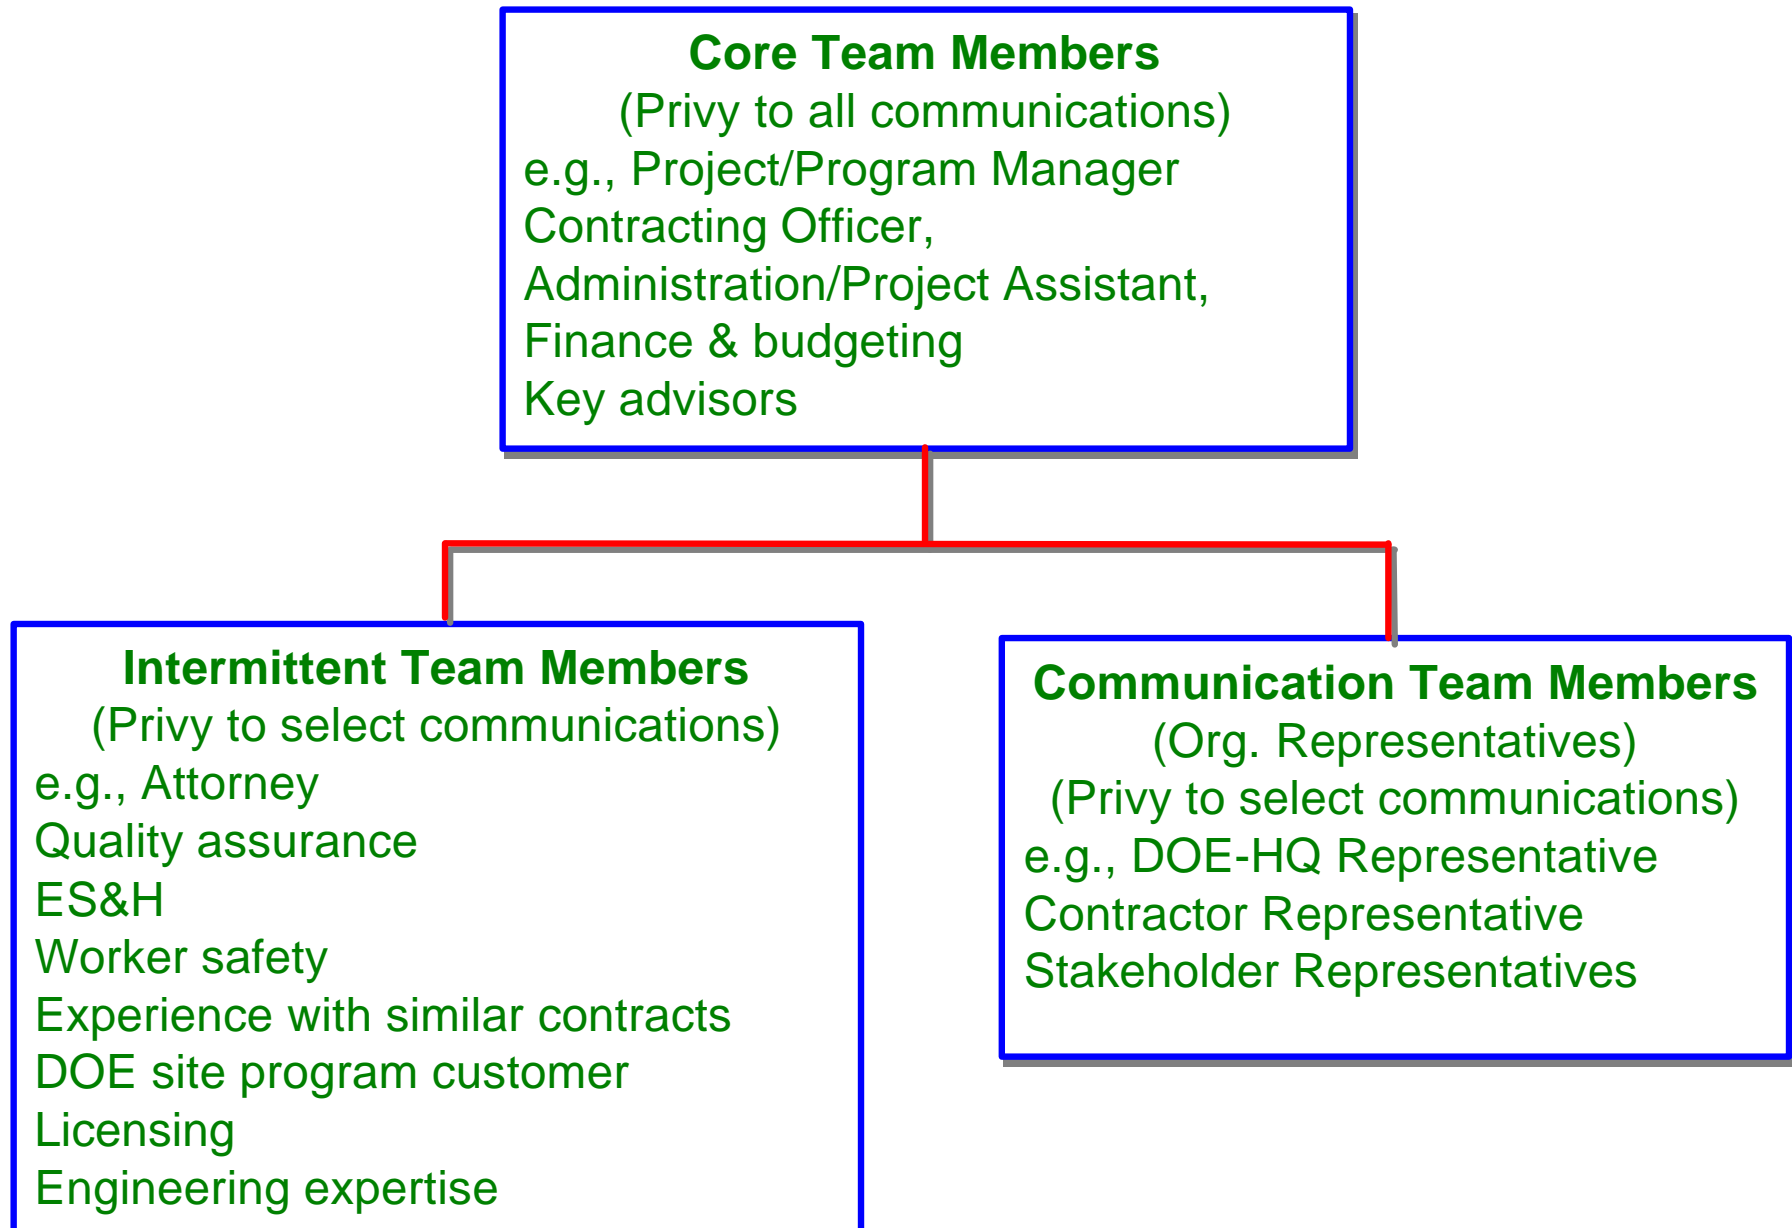 Core Team Members
(Privy to all communications)
e.g., Project/Program Manager
Contracting Officer,
Administration/Project Assistant,
Finance & budgeting
Key advisors
Intermittent Team Members
(Privy to select communications)
e.g., Attorney
Quality assurance
ES&H
Worker safety
Experience with similar contracts
DOE site program customer
Licensing
Engineering expertise
Communication Team Members
(Org. Representatives)
(Privy to select communications)
e.g., DOE-HQ Representative
Contractor Representative
Stakeholder Representatives